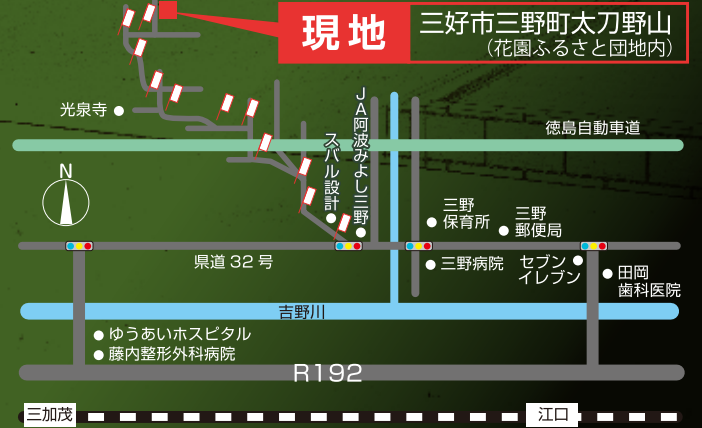 現地
三好市三野町太刀野山
（花園ふるさと団地内）
光泉寺
JA阿波みよし三野
スバル設計
徳島自動車道
N
三野
保育所
三野
郵便局
県道32号
三野病院
セブン
イレブン
田岡
歯科医院
吉野川
ゆうあいホスピタル
藤内整形外科病院
R192
三加茂
江口